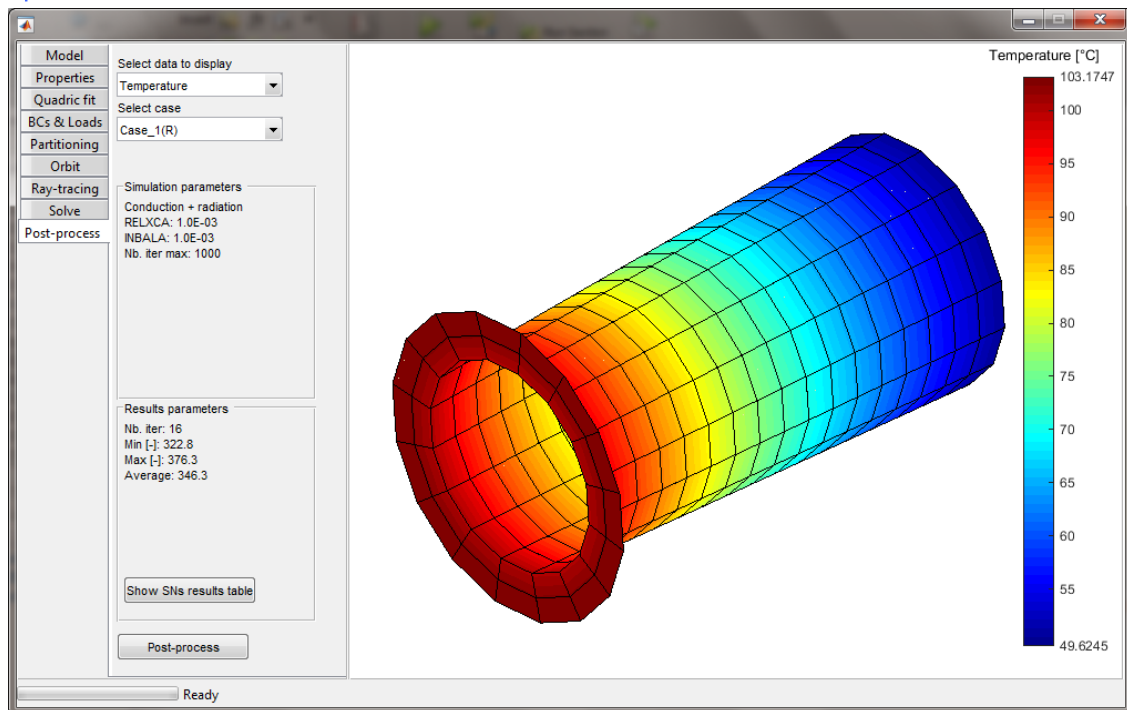 Model
Properties
Quadric fit
BCs & Loads
Partitioning
Orbit
Ray-tracing
Solve
Post-process
Select data to display
Temperature
Select case
Case_1(R)
Simulation parameters
Conduction + radiation
RELXCA: 1.0E-03
INBALA: 1.0E-03
Nb. iter max: 1000
Results parameters
Nb. iter: 16
Min [-]: 322.8
Max [-]: 376.3
Average: 346.3
Show SNs results table
Post-process
Temperature [°C]
103.1747
100
95
90
85
80
75
70
65
60
55
49.6245
Ready